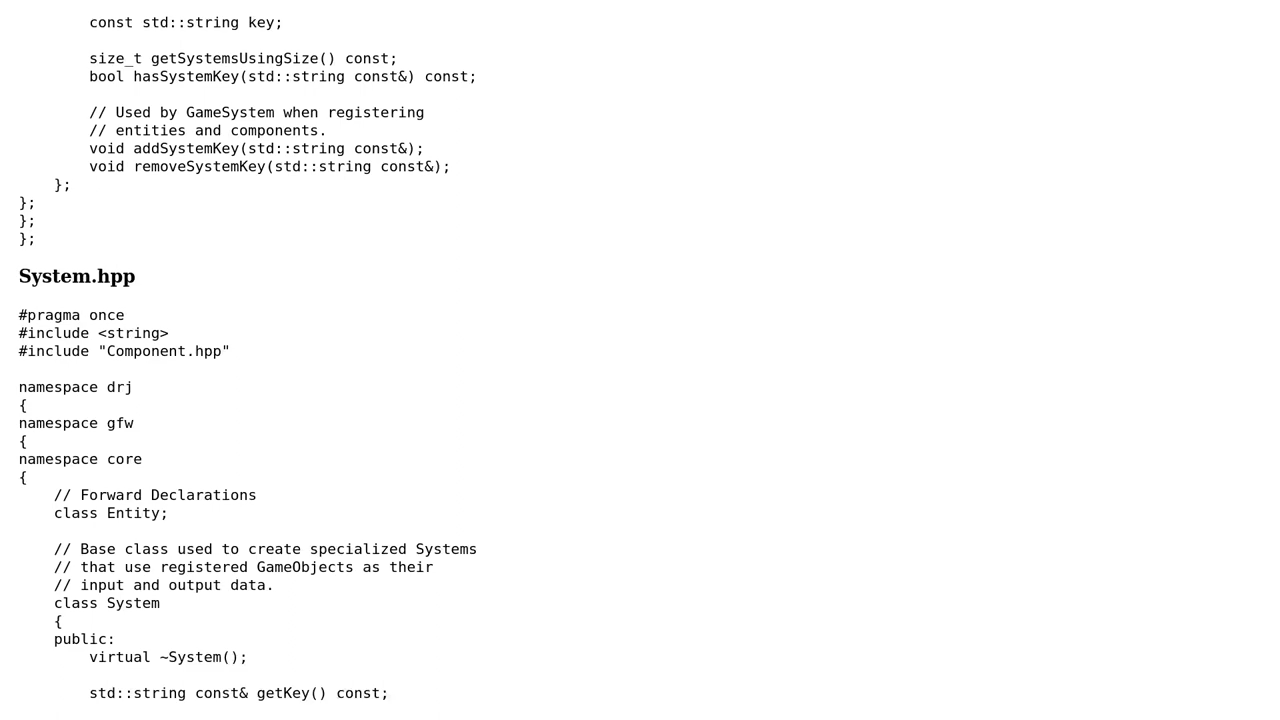 const std::string key;
size_t getSystemsUsingSize() const;
bool hasSystemKey(std::string const&) const;
// Used by GameSystem when registering
// entities and components.
void addSystemKey(std::string const&);
void removeSystemKey(std::string const&);
};
};
};
};
System.hpp
#pragma once
#include <string>
#include "Component.hpp"
namespace drj
{
namespace gfw
{
namespace core
{
// Forward Declarations
class Entity;
// Base class used to create specialized Systems
// that use registered GameObjects as their
// input and output data.
class System
{
public:
virtual ~System();
std::string const& getKey() const;